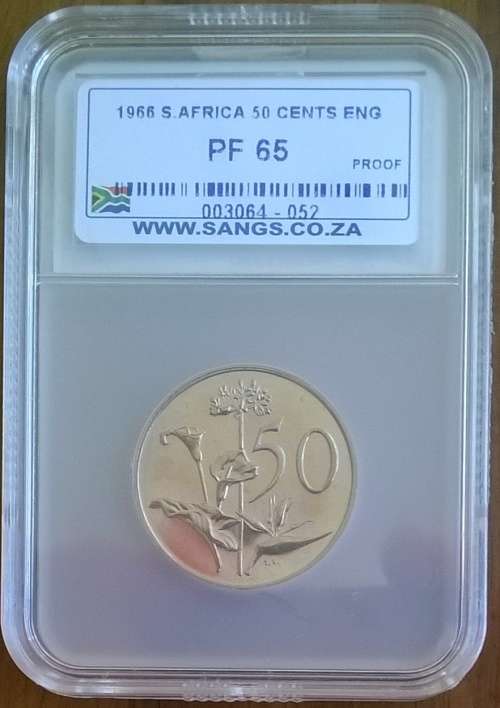 1966 S.AFRICA 50 CENTS ENG
PF 65
PROOF
003064 - 052
WWW.SANGS.CO.ZA
50